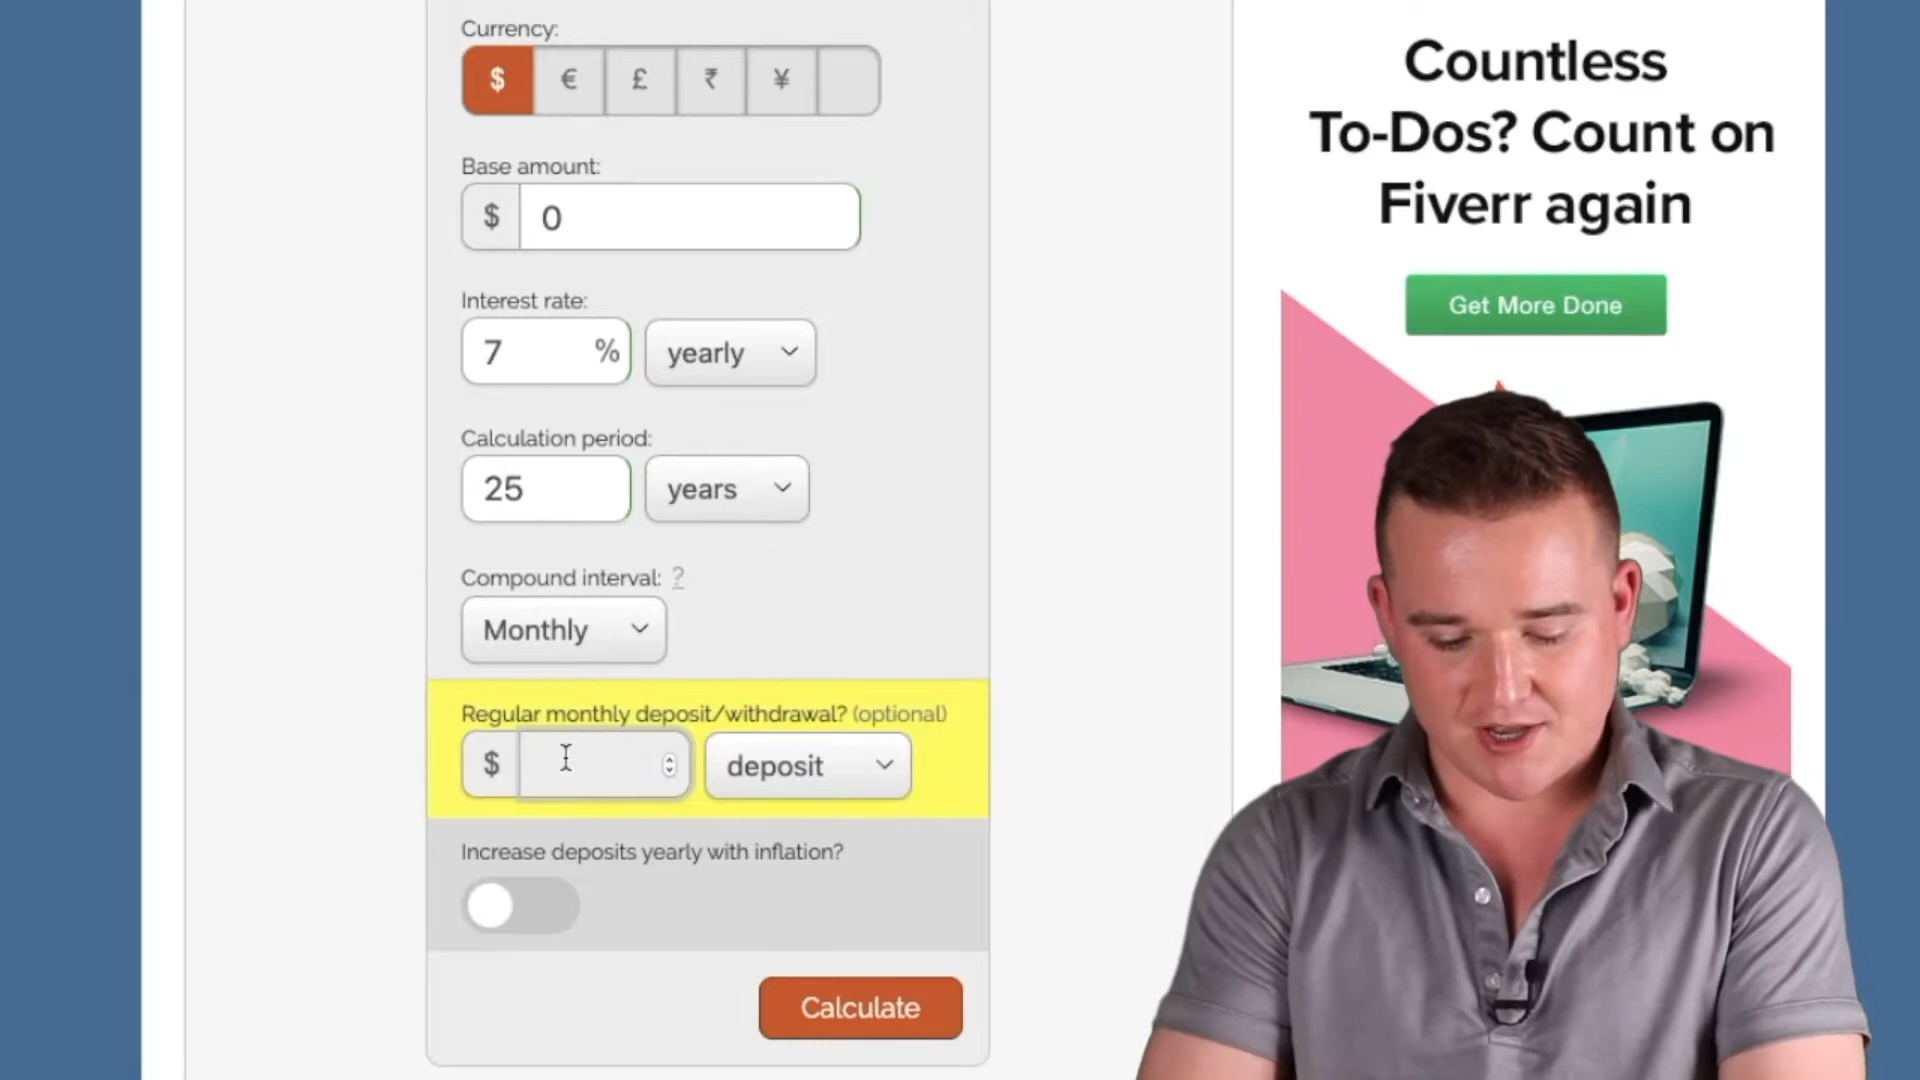 Currency:
$ € £ ₹ ¥
Base amount:
$ 0
Interest rate:
7 % yearly
Calculation period:
25 years
Compound interval: ?
Monthly
Regular monthly deposit/withdrawal? (optional)
$ deposit
Increase deposits yearly with inflation?
Calculate
Countless
To-Dos? Count on
Fiverr again
Get More Done